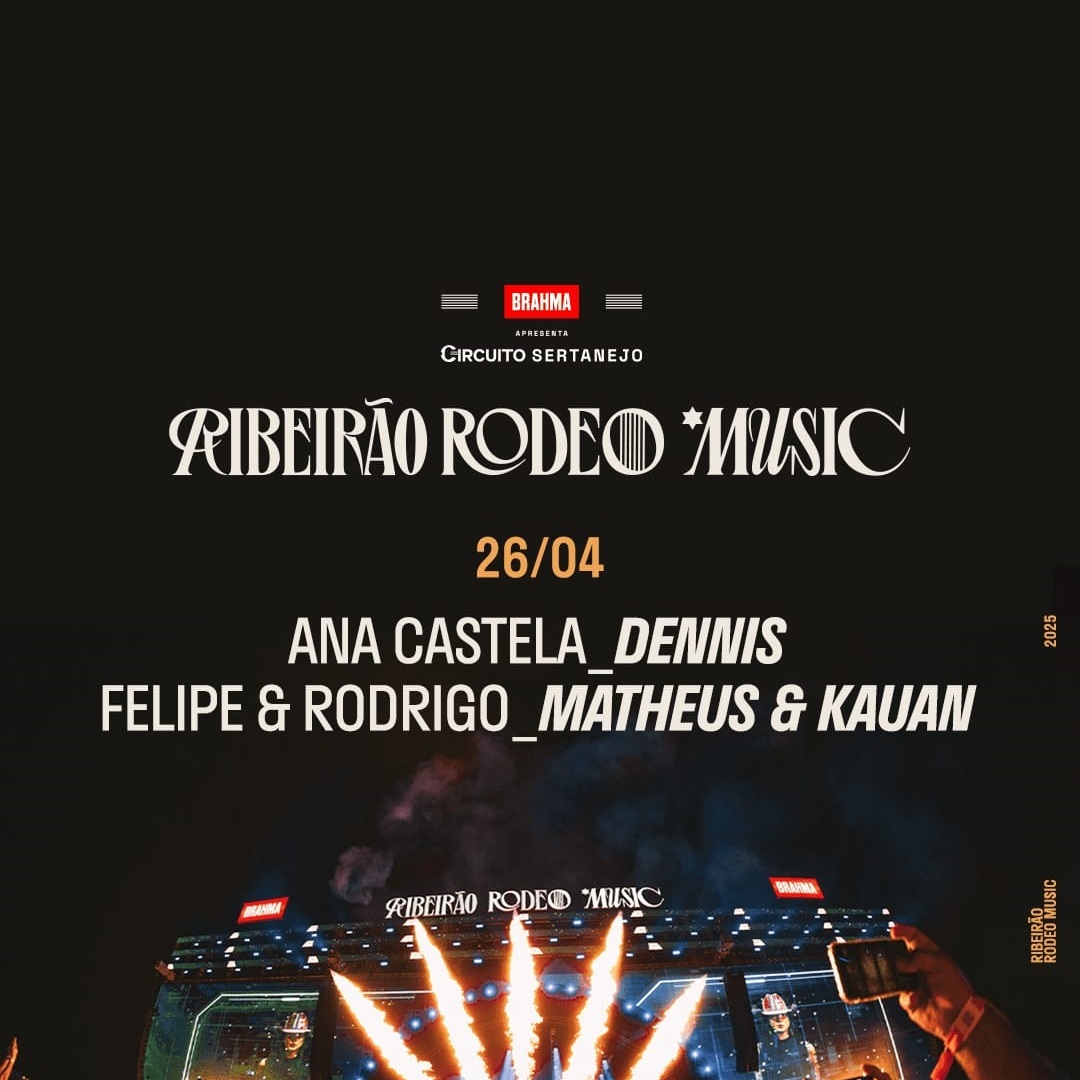 BRAHMA
APRESENTA
CIRCUITO SERTANEJO
RIBEIRÃO RODEO MUSIC
26/04
ANA CASTELA_DENNIS
FELIPE & RODRIGO_MATHEUS & KAUAN
2025
RIBEIRÃO
RODEO MUSIC
BRAHMA
RIBEIRÃO RODEO MUSIC
BRAHMA